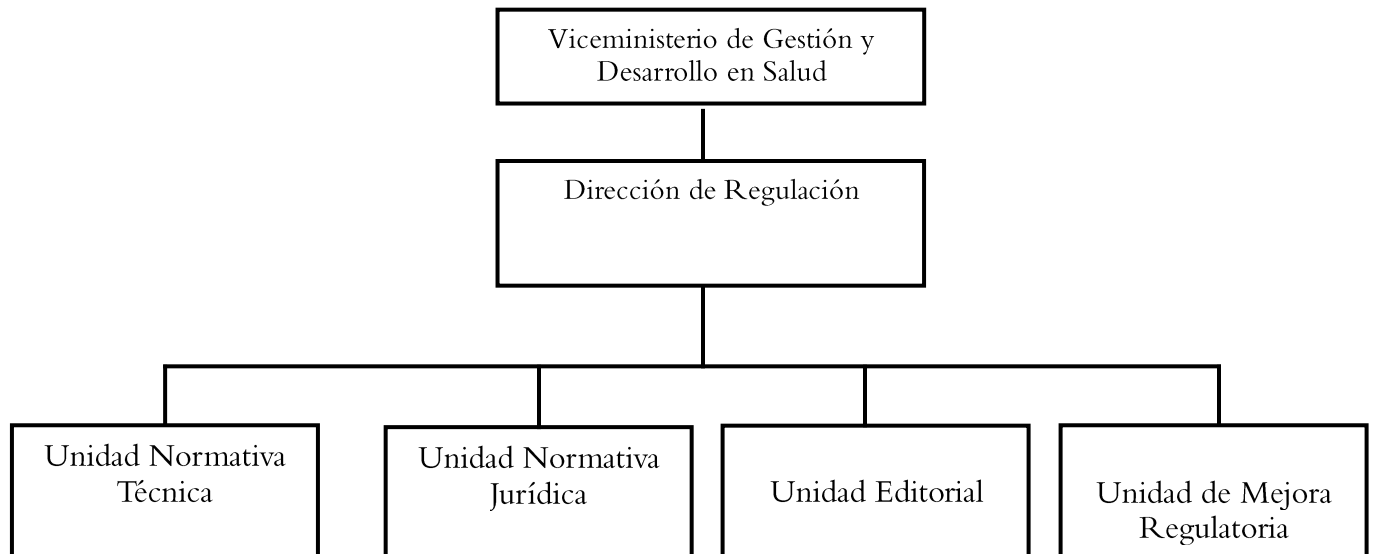 Viceministerio de Gestión y
Desarrollo en Salud
Dirección de Regulación
Unidad Normativa
Técnica
Unidad Normativa
Jurídica
Unidad Editorial
Unidad de Mejora
Regulatoria